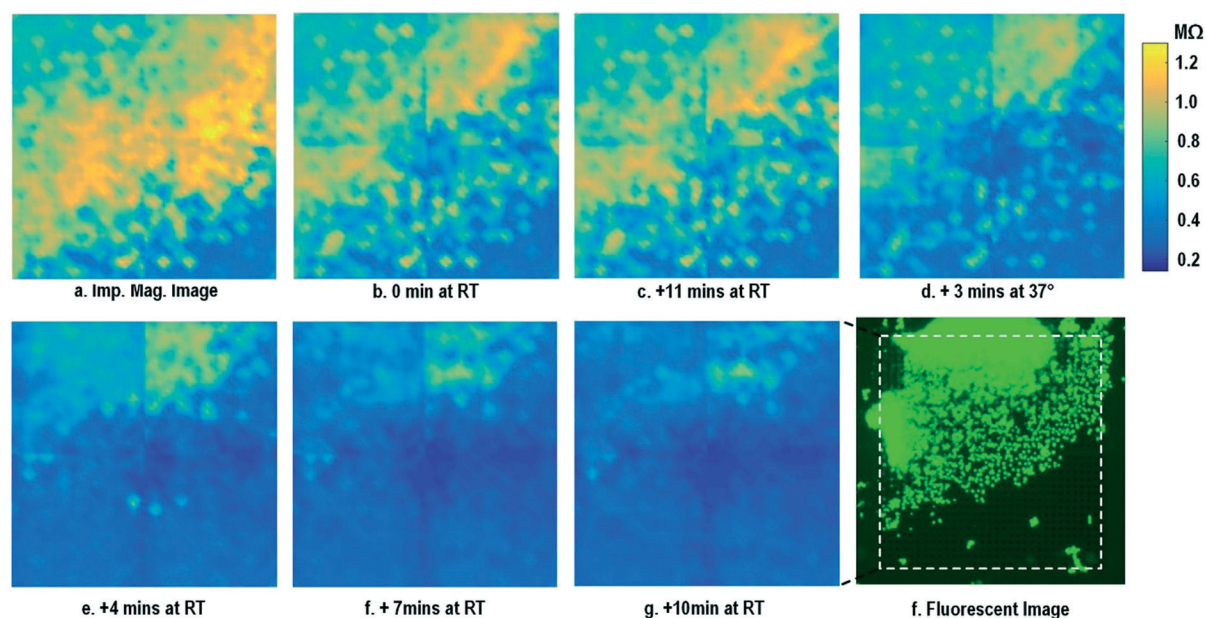 MΩ
1.2
1.0
0.8
0.6
0.4
0.2
a. Imp. Mag. Image
b. 0 min at RT
c. +11 mins at RT
d. + 3 mins at 37°
e. +4 mins at RT
f. + 7mins at RT
g. +10min at RT
f. Fluorescent Image